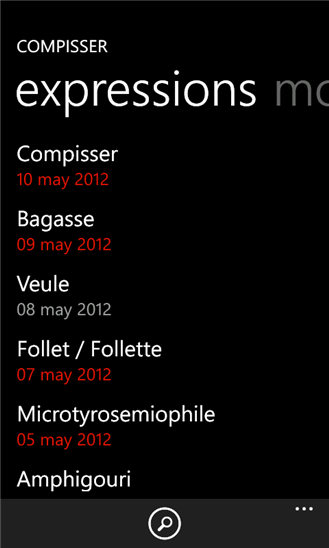 COMPISSER
expressions mo
Compisser
10 may 2012
Bagasse
09 may 2012
Veule
08 may 2012
Follet / Follette
07 may 2012
Microtyrosemiophile
05 may 2012
Amphigouri